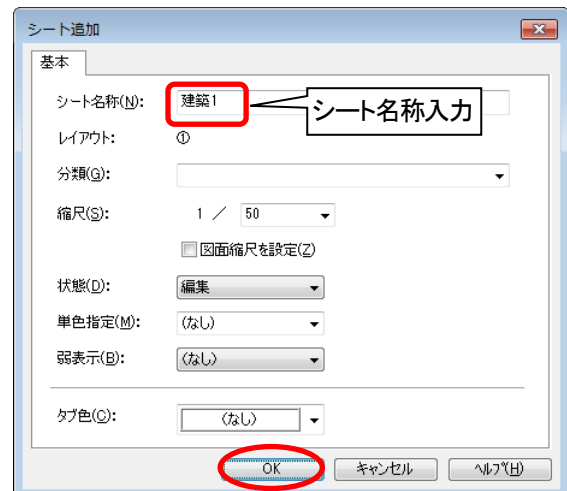 シート追加
基本
シート名称(N): 建築1
シート名称入力
レイアウト: ①
分類(G):
縮尺(S): 1 ／ 50
図面縮尺を設定(Z)
状態(D): 編集
単色指定(M): (なし)
弱表示(B): (なし)
タブ色(C): (なし)
OK キャンセル ヘルプ(H)